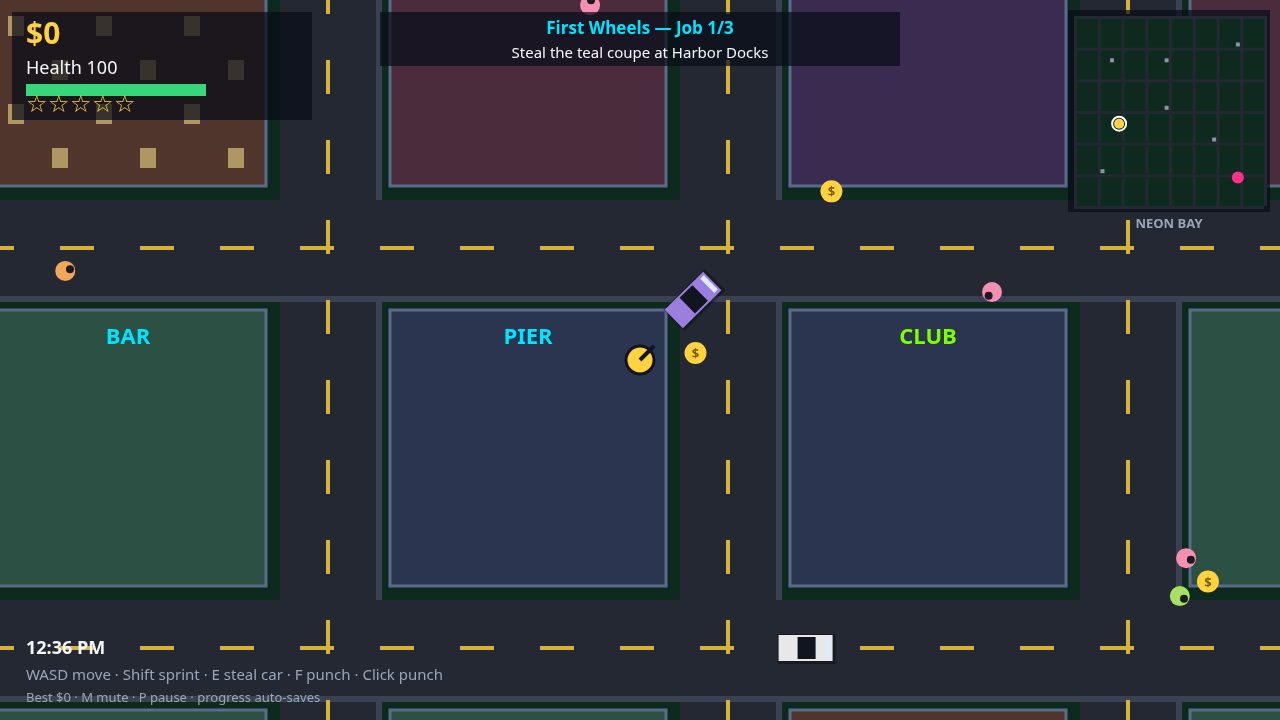 $0
Health 100
☆☆☆☆☆
First Wheels — Job 1/3
Steal the teal coupe at Harbor Docks
$
NEON BAY
BAR
PIER
CLUB
$
$
12:36 PM
WASD move · Shift sprint · E steal car · F punch · Click punch
Best $0 · M mute · P pause · progress auto-saves